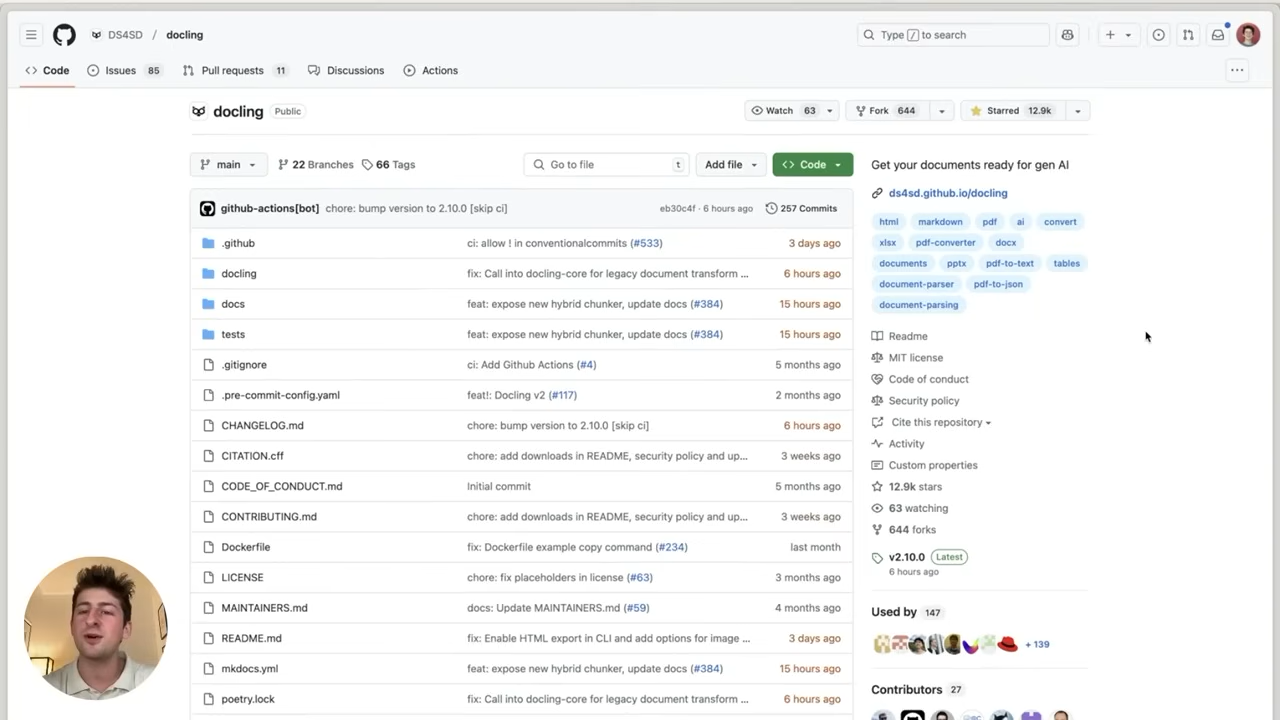 DS4SD / docling
Type / to search
Code
Issues 85
Pull requests 11
Discussions
Actions
docling Public
Watch 63
Fork 644
Starred 12.9k
main
22 Branches
66 Tags
Go to file t
Add file
Code
github-actions[bot] chore: bump version to 2.10.0 [skip ci] eb30c4f · 6 hours ago 257 Commits
.github ci: allow ! in conventionalcommits (#533) 3 days ago
docling fix: Call into docling-core for legacy document transform ... 6 hours ago
docs feat: expose new hybrid chunker, update docs (#384) 15 hours ago
tests feat: expose new hybrid chunker, update docs (#384) 15 hours ago
.gitignore ci: Add Github Actions (#4) 5 months ago
.pre-commit-config.yaml feat!: Docling v2 (#117) 2 months ago
CHANGELOG.md chore: bump version to 2.10.0 [skip ci] 6 hours ago
CITATION.cff chore: add downloads in README, security policy and up... 3 weeks ago
CODE_OF_CONDUCT.md Initial commit 5 months ago
CONTRIBUTING.md chore: add downloads in README, security policy and up... 3 weeks ago
Dockerfile fix: Dockerfile example copy command (#234) last month
LICENSE chore: fix placeholders in license (#63) 3 months ago
MAINTAINERS.md docs: Update MAINTAINERS.md (#59) 4 months ago
README.md fix: Enable HTML export in CLI and add options for image ... 3 days ago
mkdocs.yml feat: expose new hybrid chunker, update docs (#384) 15 hours ago
poetry.lock fix: Call into docling-core for legacy document transform ... 6 hours ago
Get your documents ready for gen AI
ds4sd.github.io/docling
html markdown pdf ai convert
xlsx pdf-converter docx
documents pptx pdf-to-text tables
document-parser pdf-to-json
document-parsing
Readme
MIT license
Code of conduct
Security policy
Cite this repository
Activity
Custom properties
12.9k stars
63 watching
644 forks
v2.10.0 Latest
6 hours ago
Used by 147
+ 139
Contributors 27